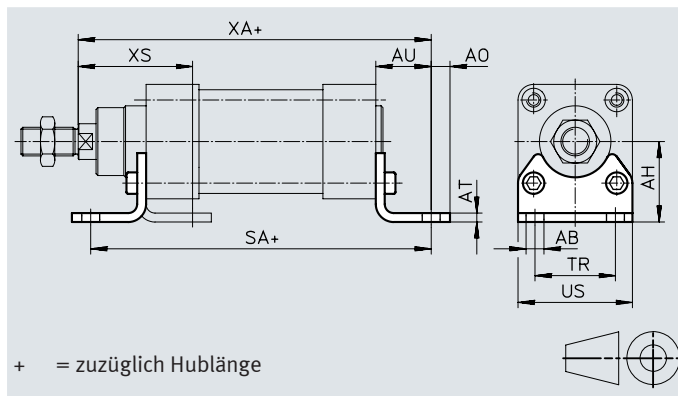 XA+
XS
AU
AO
AT
SA+
AH
AB
TR
US
+ = zuzüglich Hublänge